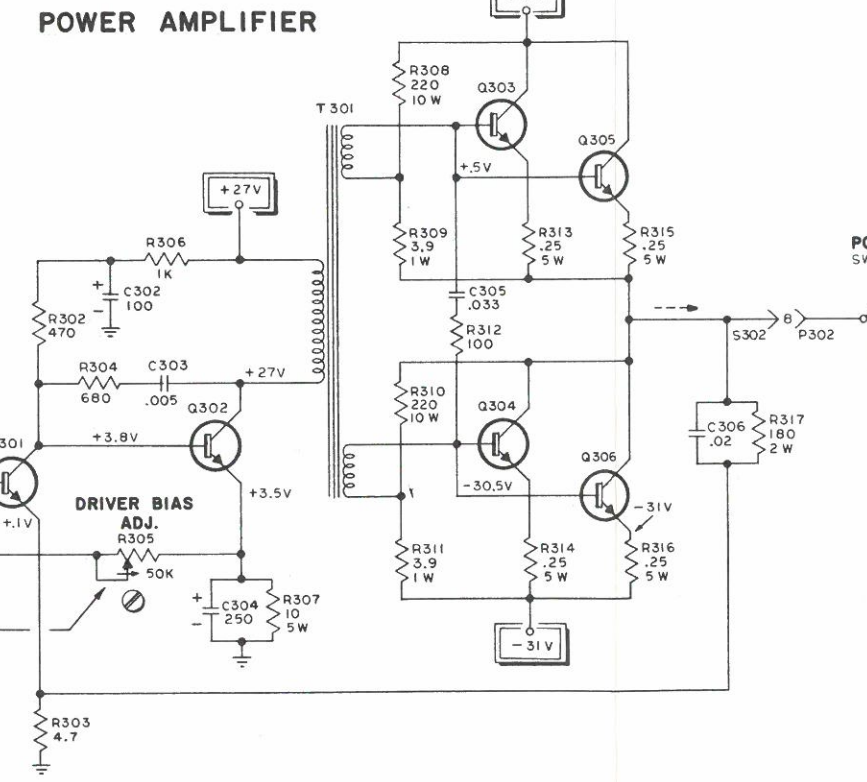 POWER AMPLIFIER
R308
220
10 W
Q303
T 301
Q305
+.5V
+27V
R306
1K
R309
3.9
1 W
R313
.25
5 W
R315
.25
5 W
+
C302
100
-
R302
470
C305
.033
R312
100
S302
8
P302
R304
680
C303
.005
+27V
R310
220
10 W
Q304
Q302
C306
.02
R317
180
2 W
301
+3.8V
Q306
-30.5V
-31V
+3.5V
+.1V
DRIVER BIAS
ADJ.
R305
50K
R311
3.9
1 W
R314
.25
5 W
R316
.25
5 W
+
C304
250
-
R307
10
5 W
-31V
R303
4.7